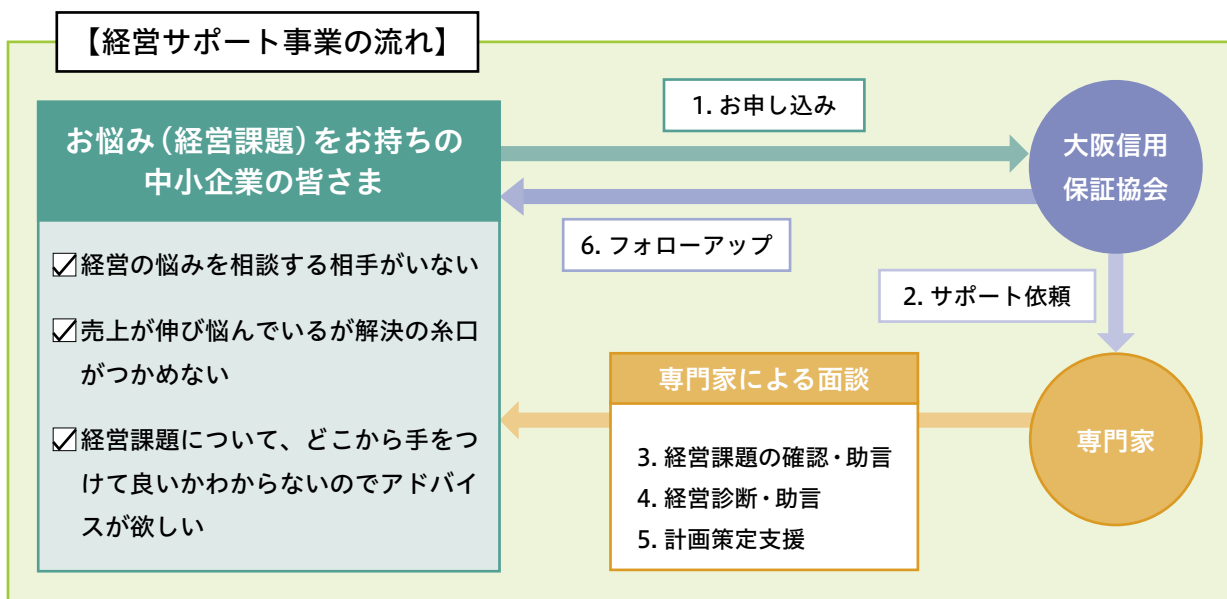 【経営サポート事業の流れ】
お悩み（経営課題）をお持ちの
中小企業の皆さま
経営の悩みを相談する相手がいない
売上が伸び悩んでいるが解決の糸口
がつかめない
経営課題について、どこから手をつ
けて良いかわからないのでアドバイ
スが欲しい
1. お申し込み
大阪信用
保証協会
6. フォローアップ
2. サポート依頼
専門家による面談
3. 経営課題の確認・助言
4. 経営診断・助言
5. 計画策定支援
専門家